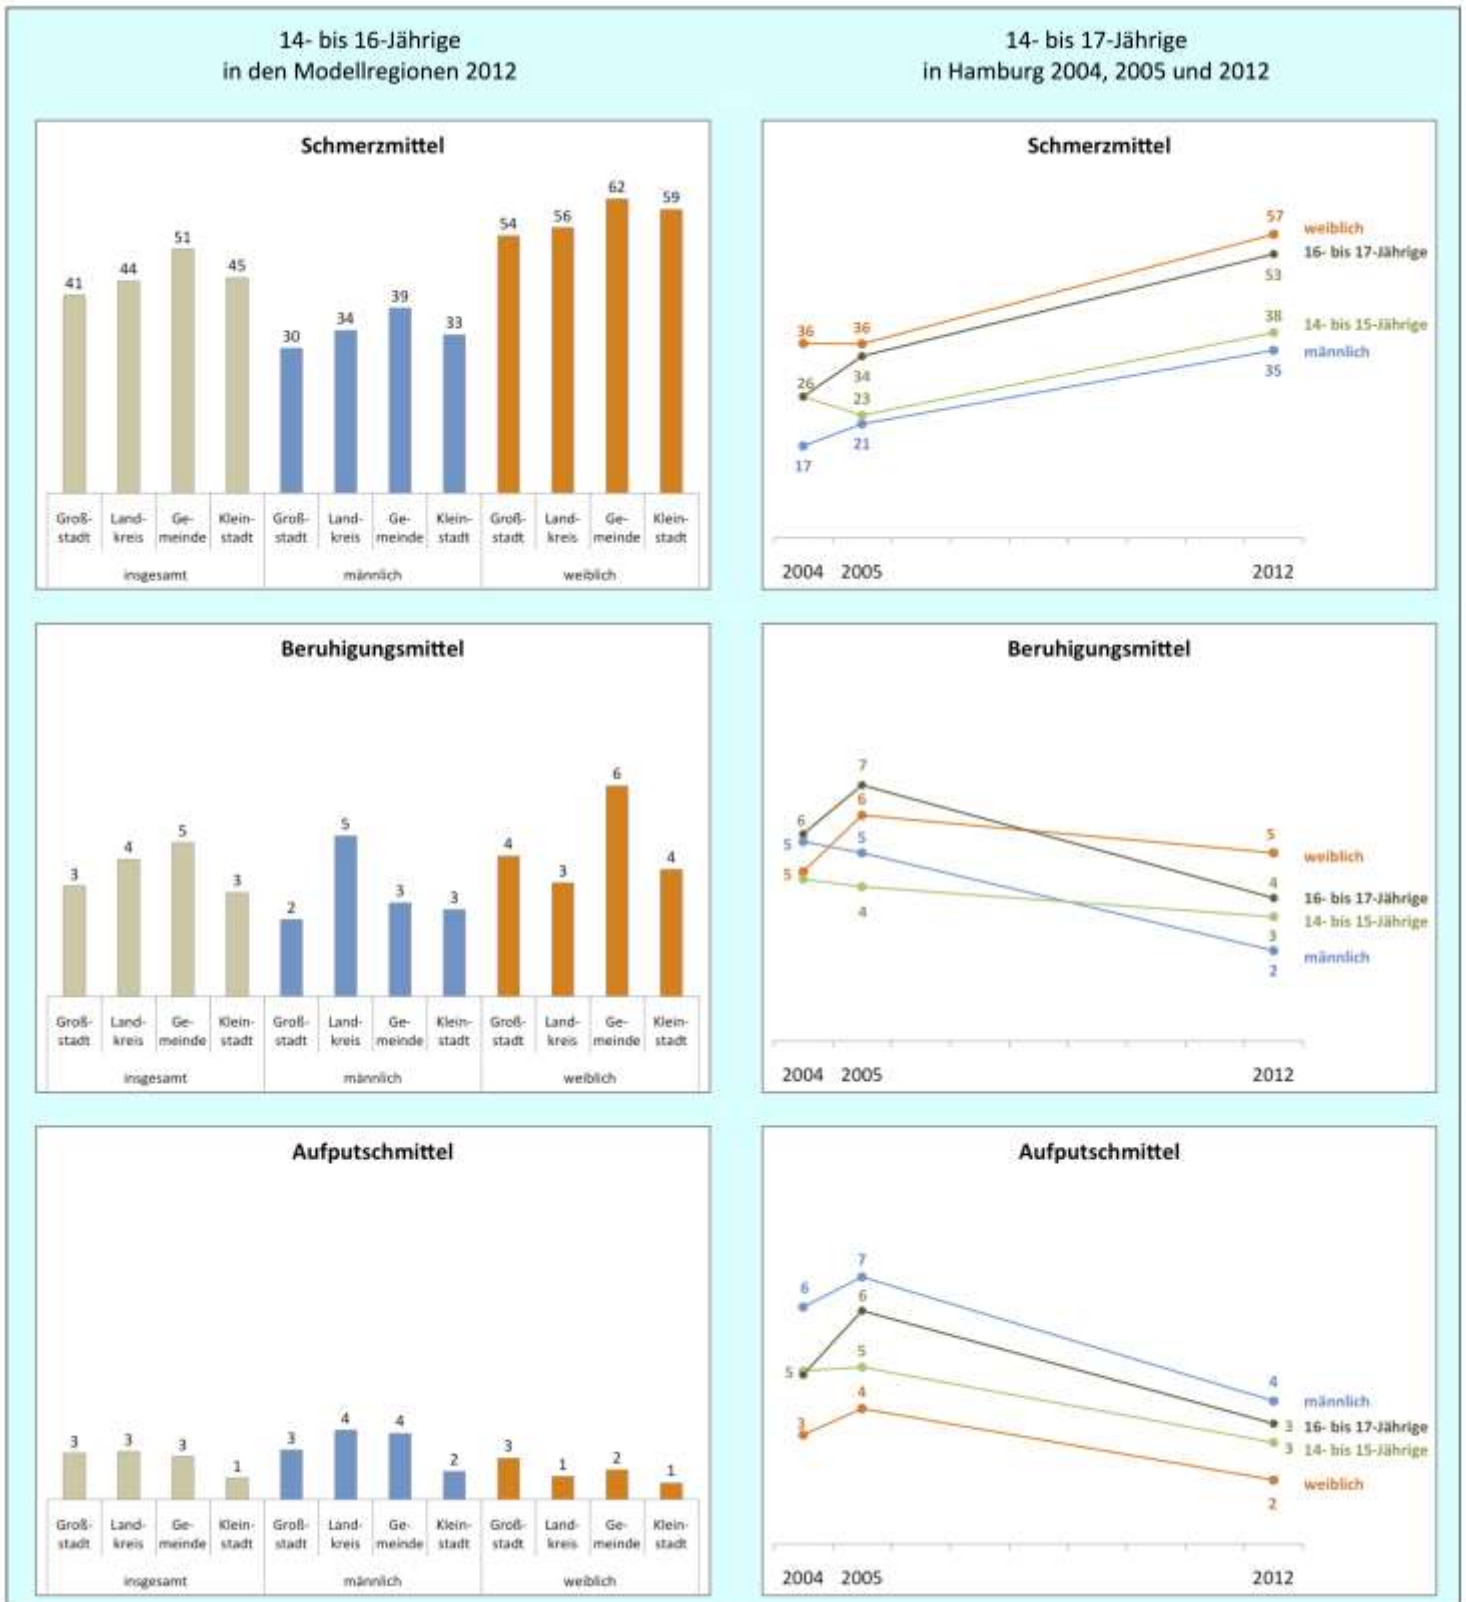 14- bis 16-Jährige
in den Modellregionen 2012
14- bis 17-Jährige
in Hamburg 2004, 2005 und 2012
Schmerzmittel
41 44 51 45 30 34 39 33 54 56 62 59
Groß- Land- Ge- Klein- Groß- Land- Ge- Klein- Groß- Land- Ge- Klein-
stadt kreis meinde stadt stadt kreis meinde stadt stadt kreis meinde stadt
insgesamt männlich weiblich
Schmerzmittel
57
weiblich
16- bis 17-Jährige
53
38
14- bis 15-Jährige
männlich
35
36 36
26 34
23
21
17
2004 2005 2012
Beruhigungsmittel
3 4 5 3 2 5 3 3 4 3 6 4
Groß- Land- Ge- Klein- Groß- Land- Ge- Klein- Groß- Land- Ge- Klein-
stadt kreis meinde stadt stadt kreis meinde stadt stadt kreis meinde stadt
insgesamt männlich weiblich
Beruhigungsmittel
7
6 6
5 5 5
weiblich
5
4
16- bis 17-Jährige
14- bis 15-Jährige
4
3
männlich
2
2004 2005 2012
Aufputschmittel
3 3 3 1 3 4 4 2 3 1 2 1
Groß- Land- Ge- Klein- Groß- Land- Ge- Klein- Groß- Land- Ge- Klein-
stadt kreis meinde stadt stadt kreis meinde stadt stadt kreis meinde stadt
insgesamt männlich weiblich
Aufputschmittel
7
6
6
5 5
4 4
männlich
3
3 16- bis 17-Jährige
3 14- bis 15-Jährige
weiblich
2
2004 2005 2012